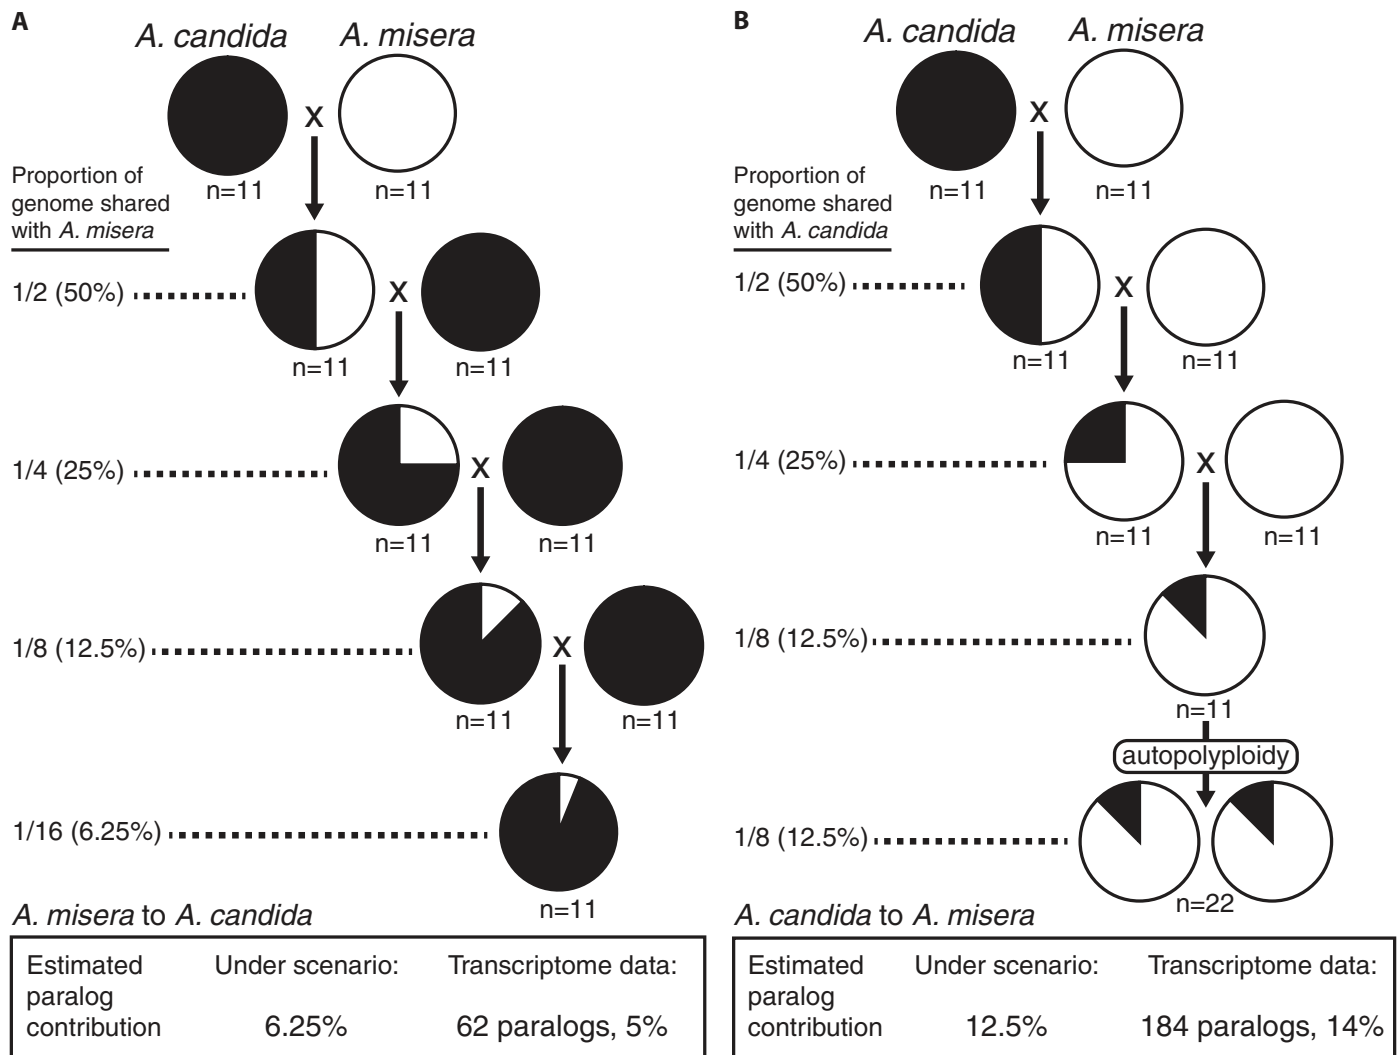 A
A. candida
A. misera
x
n=11
n=11
Proportion of
genome shared
with A. misera
1/2 (50%)
x
n=11
n=11
1/4 (25%)
x
n=11
n=11
1/8 (12.5%)
x
n=11
n=11
1/16 (6.25%)
n=11
A. misera to A. candida
Estimated
paralog
contribution
Under scenario:
6.25%
Transcriptome data:
62 paralogs, 5%
B
A. candida
A. misera
x
n=11
n=11
Proportion of
genome shared
with A. candida
1/2 (50%)
x
n=11
n=11
1/4 (25%)
x
n=11
n=11
1/8 (12.5%)
n=11
autopolyploidy
1/8 (12.5%)
n=22
A. candida to A. misera
Estimated
paralog
contribution
Under scenario:
12.5%
Transcriptome data:
184 paralogs, 14%